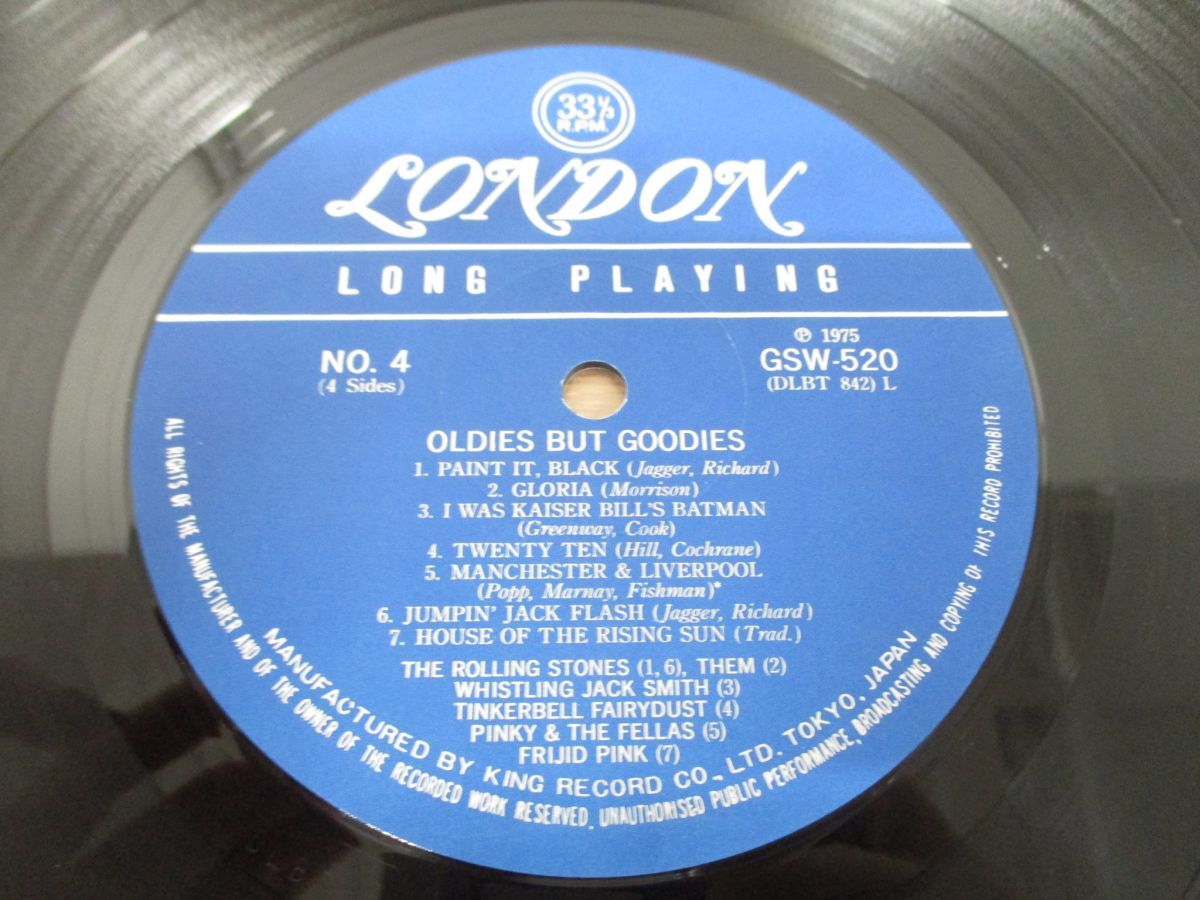 33⅓
R.P.M.
LONDON
LONG PLAYING
NO. 4
(4 Sides)
℗ 1975
GSW-520
(DLBT 842) L
OLDIES BUT GOODIES
1. PAINT IT, BLACK (Jagger, Richard)
2. GLORIA (Morrison)
3. I WAS KAISER BILL'S BATMAN
(Greenway, Cook)
4. TWENTY TEN (Hill, Cochrane)
5. MANCHESTER & LIVERPOOL
(Popp, Marnay, Fishman)*
6. JUMPIN' JACK FLASH (Jagger, Richard)
7. HOUSE OF THE RISING SUN (Trad.)
THE ROLLING STONES (1, 6), THEM (2)
WHISTLING JACK SMITH (3)
TINKERBELL FAIRYDUST (4)
PINKY & THE FELLAS (5)
FRIJID PINK (7)
MANUFACTURED BY KING RECORD CO., LTD. TOKYO, JAPAN
ALL RIGHTS OF THE MANUFACTURER AND OF THE OWNER OF THE RECORDED WORK RESERVED. UNAUTHORISED PUBLIC PERFORMANCE, BROADCASTING AND COPYING OF THIS RECORD PROHIBITED